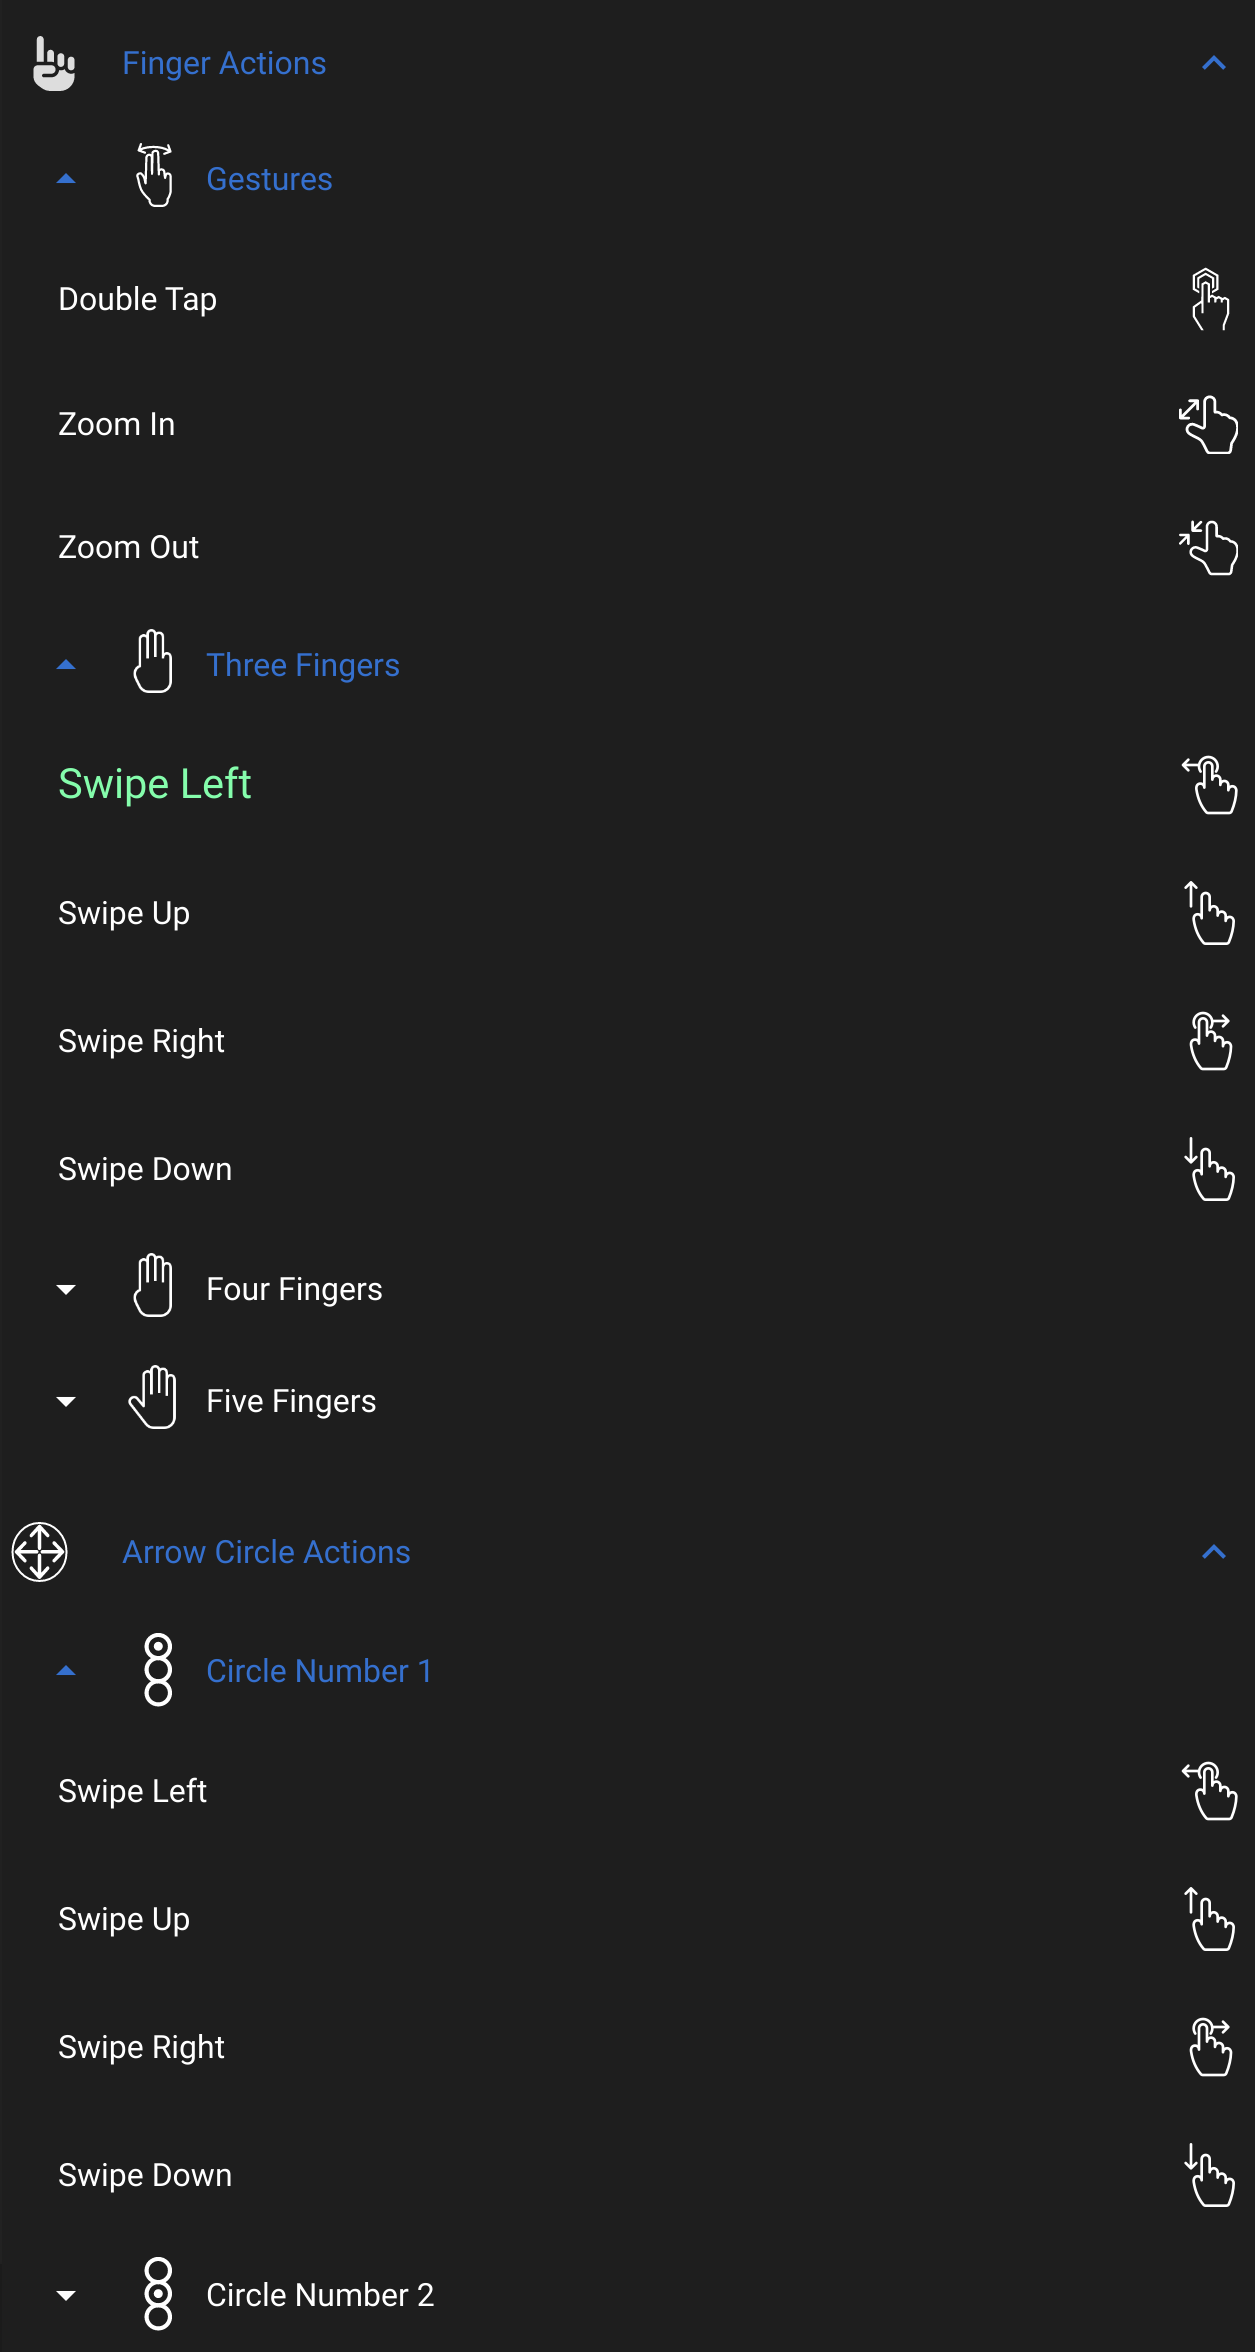 Finger Actions
Gestures
Double Tap
Zoom In
Zoom Out
Three Fingers
Swipe Left
Swipe Up
Swipe Right
Swipe Down
Four Fingers
Five Fingers
Arrow Circle Actions
Circle Number 1
Swipe Left
Swipe Up
Swipe Right
Swipe Down
Circle Number 2